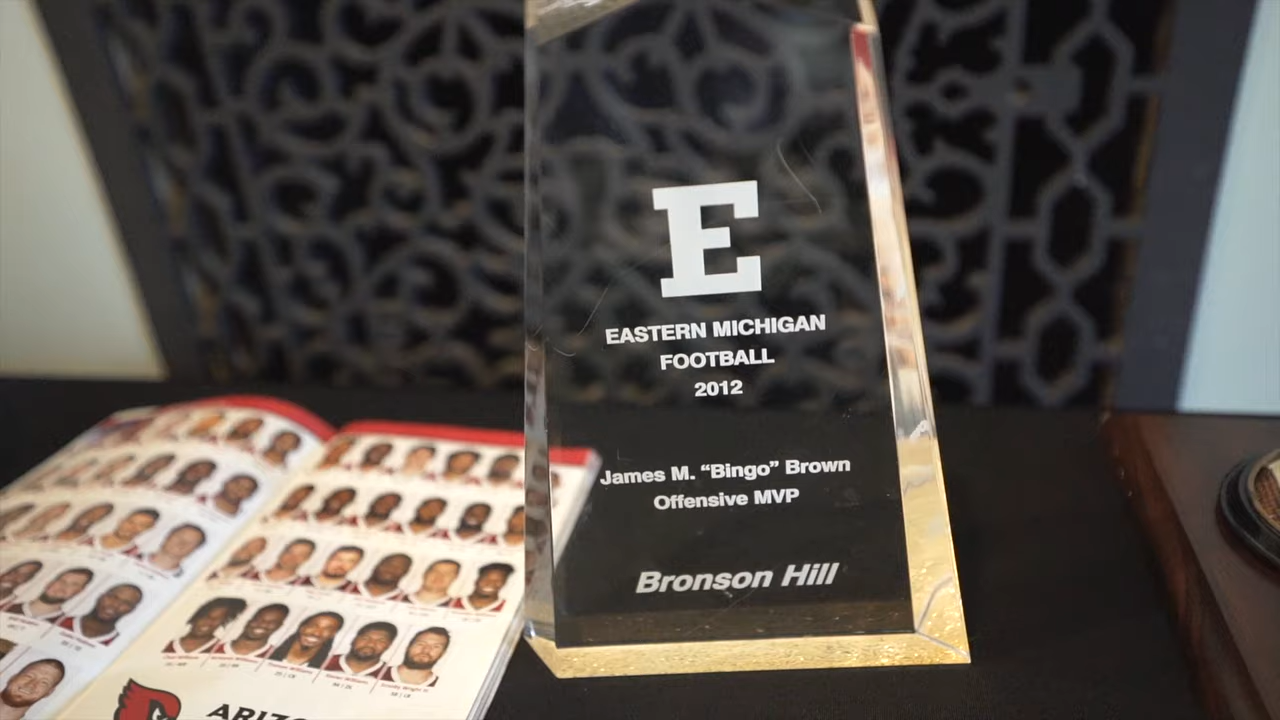 E
EASTERN MICHIGAN
FOOTBALL
2012
James M. “Bingo” Brown
Offensive MVP
Bronson Hill